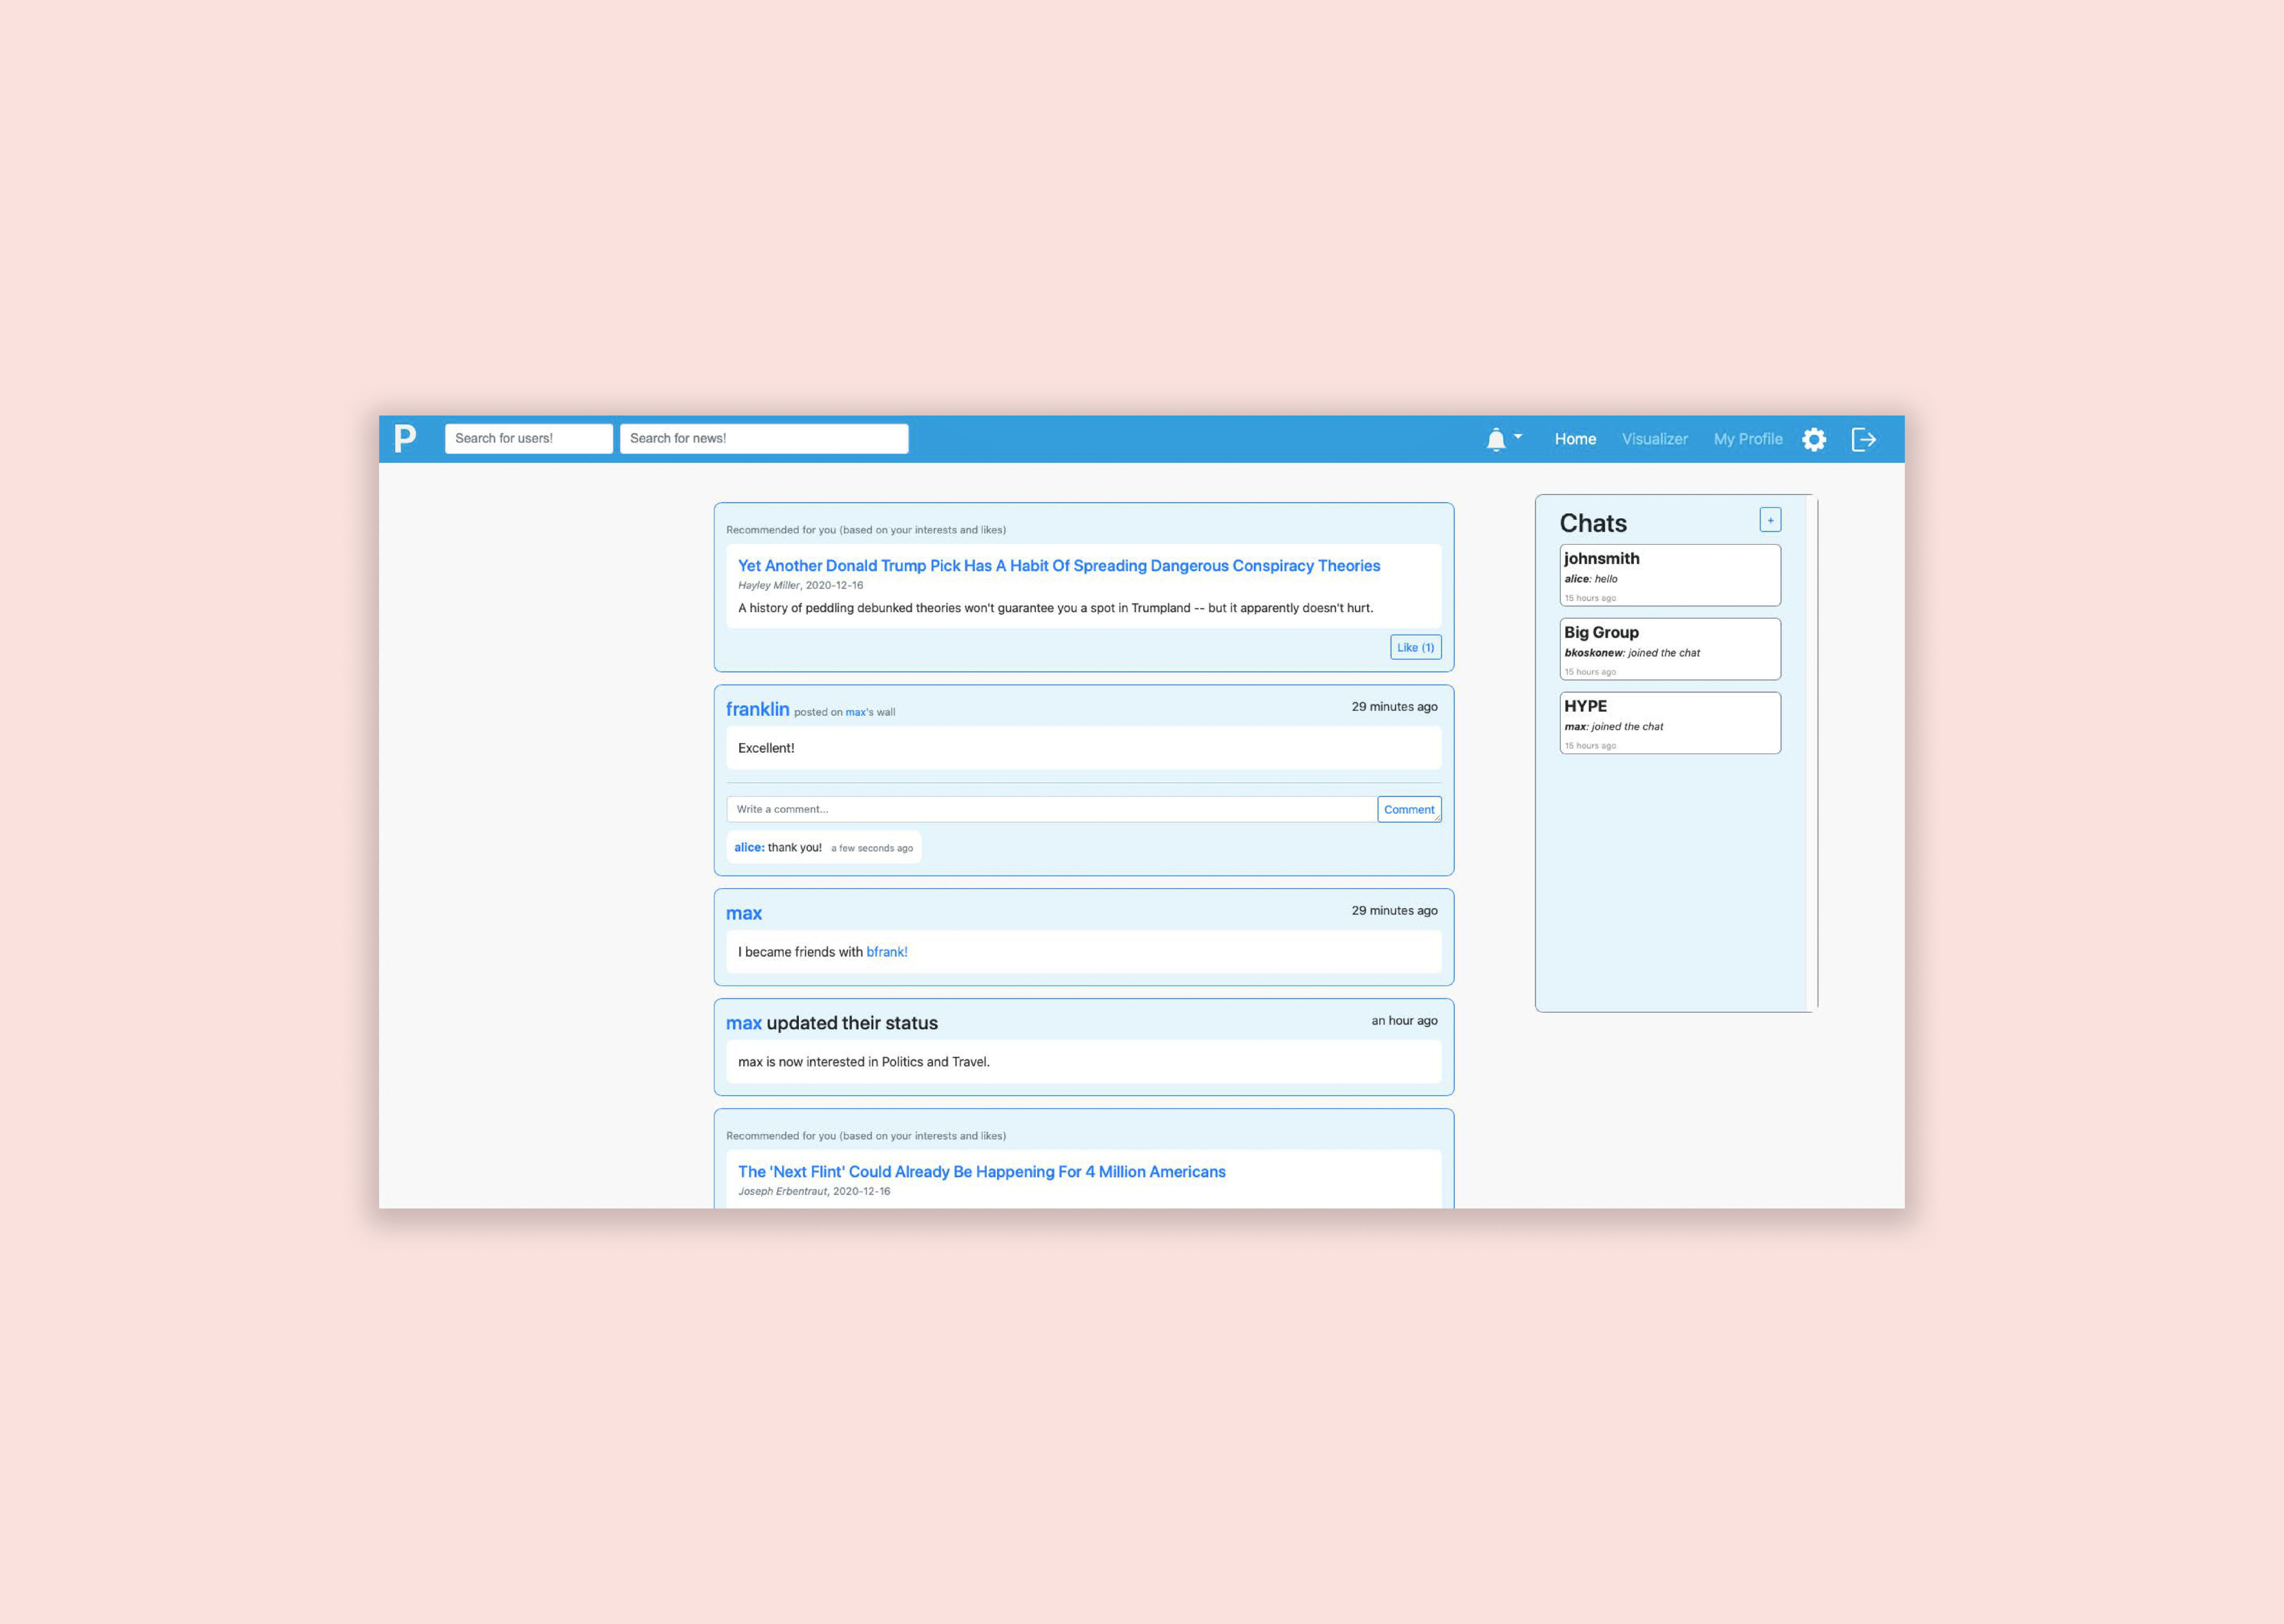 P
Search for users!
Search for news!
Home
Visualizer
My Profile
Recommended for you (based on your interests and likes)
Yet Another Donald Trump Pick Has A Habit Of Spreading Dangerous Conspiracy Theories
Hayley Miller, 2020-12-16
A history of peddling debunked theories won't guarantee you a spot in Trumpland -- but it apparently doesn't hurt.
Like (1)
franklin posted on max's wall
29 minutes ago
Excellent!
Write a comment...
Comment
alice: thank you! a few seconds ago
max
29 minutes ago
I became friends with bfrank!
max updated their status
an hour ago
max is now interested in Politics and Travel.
Recommended for you (based on your interests and likes)
The 'Next Flint' Could Already Be Happening For 4 Million Americans
Joseph Erbentraut, 2020-12-16
Chats
+
johnsmith
alice: hello
15 hours ago
Big Group
bkoskonew: joined the chat
15 hours ago
HYPE
max: joined the chat
15 hours ago